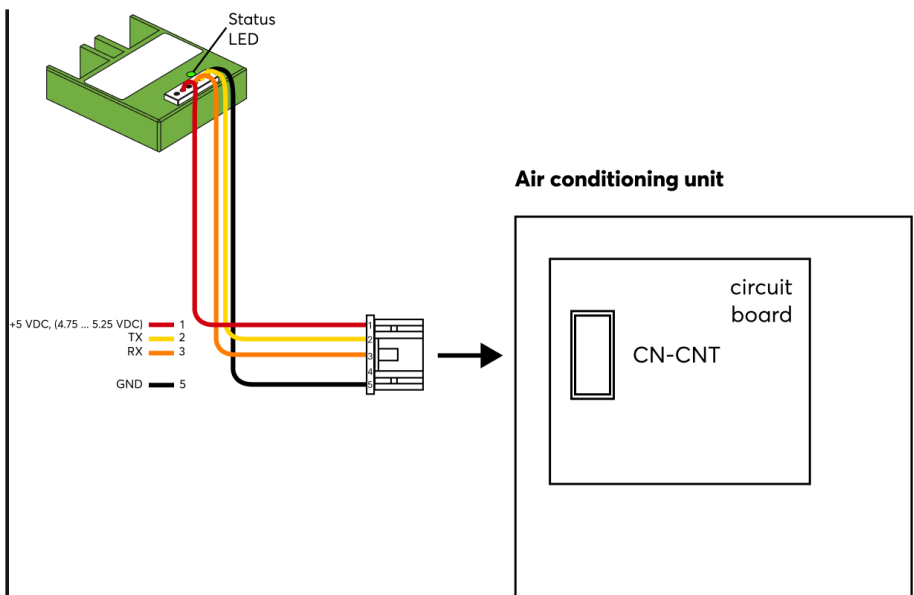 Status
LED
Air conditioning unit
circuit
board
CN-CNT
+5 VDC, (4.75 ... 5.25 VDC) 1
TX 2
RX 3
GND 5
1
2
3
4
5